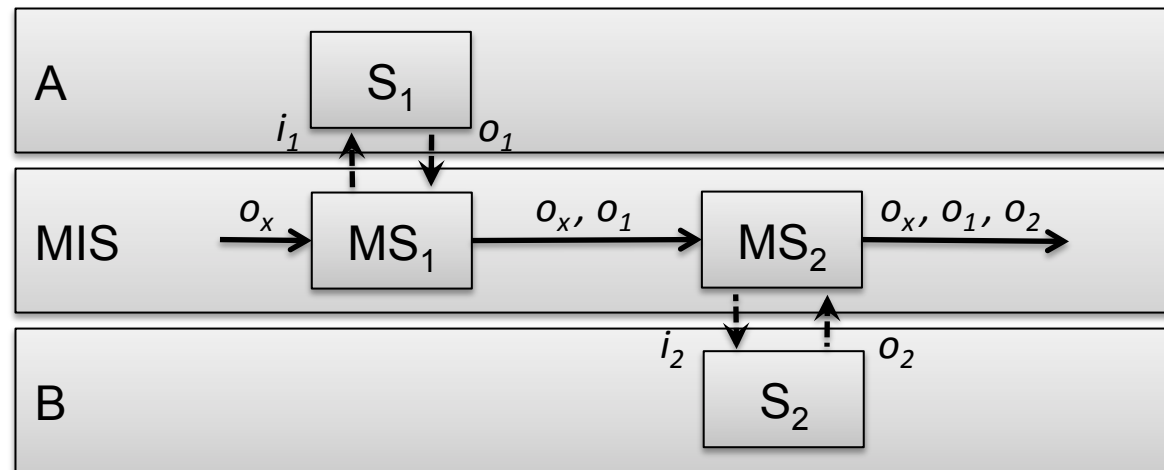 A
S₁
i₁
o₁
MIS
oₓ
MS₁
oₓ, o₁
MS₂
oₓ, o₁, o₂
i₂
o₂
B
S₂